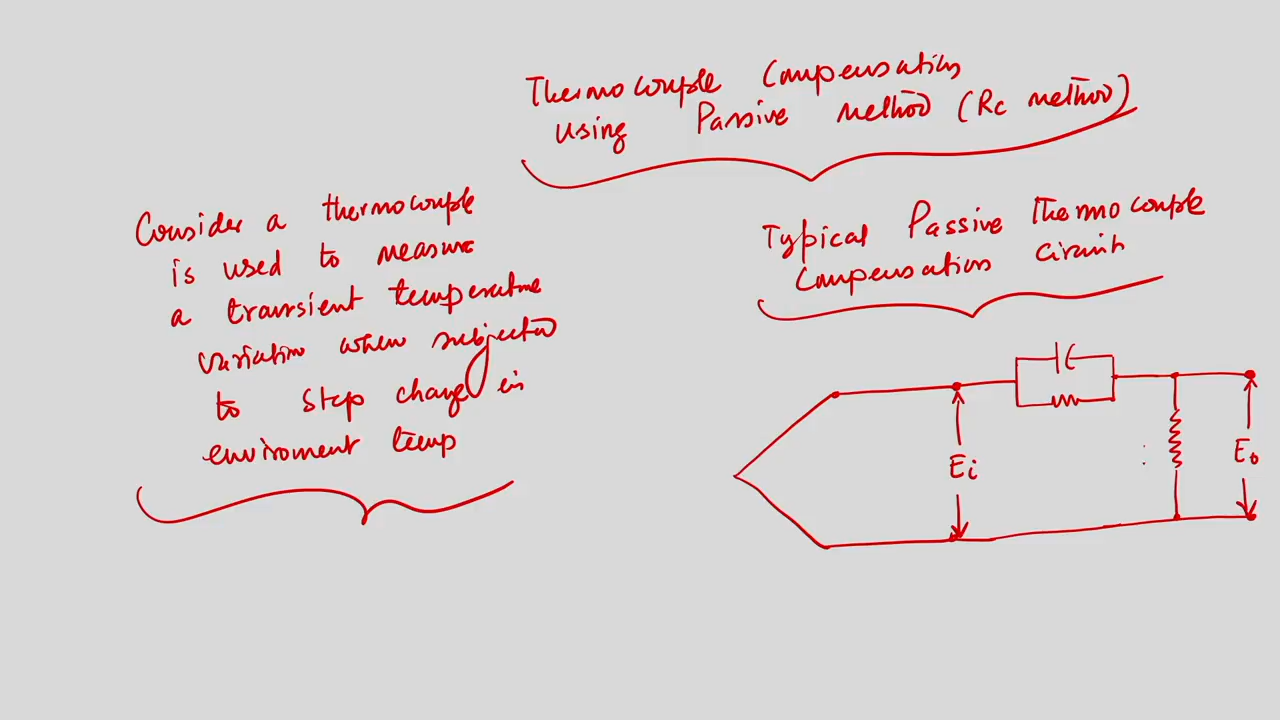 Thermocouple Compensation
using Passive method (Rc method)
Consider a thermocouple
is used to measure
a transient temperature
variation when subjected
to step change in
enviroment temp
Typical Passive Thermocouple
Compensation circuit
C
Ei
Eo